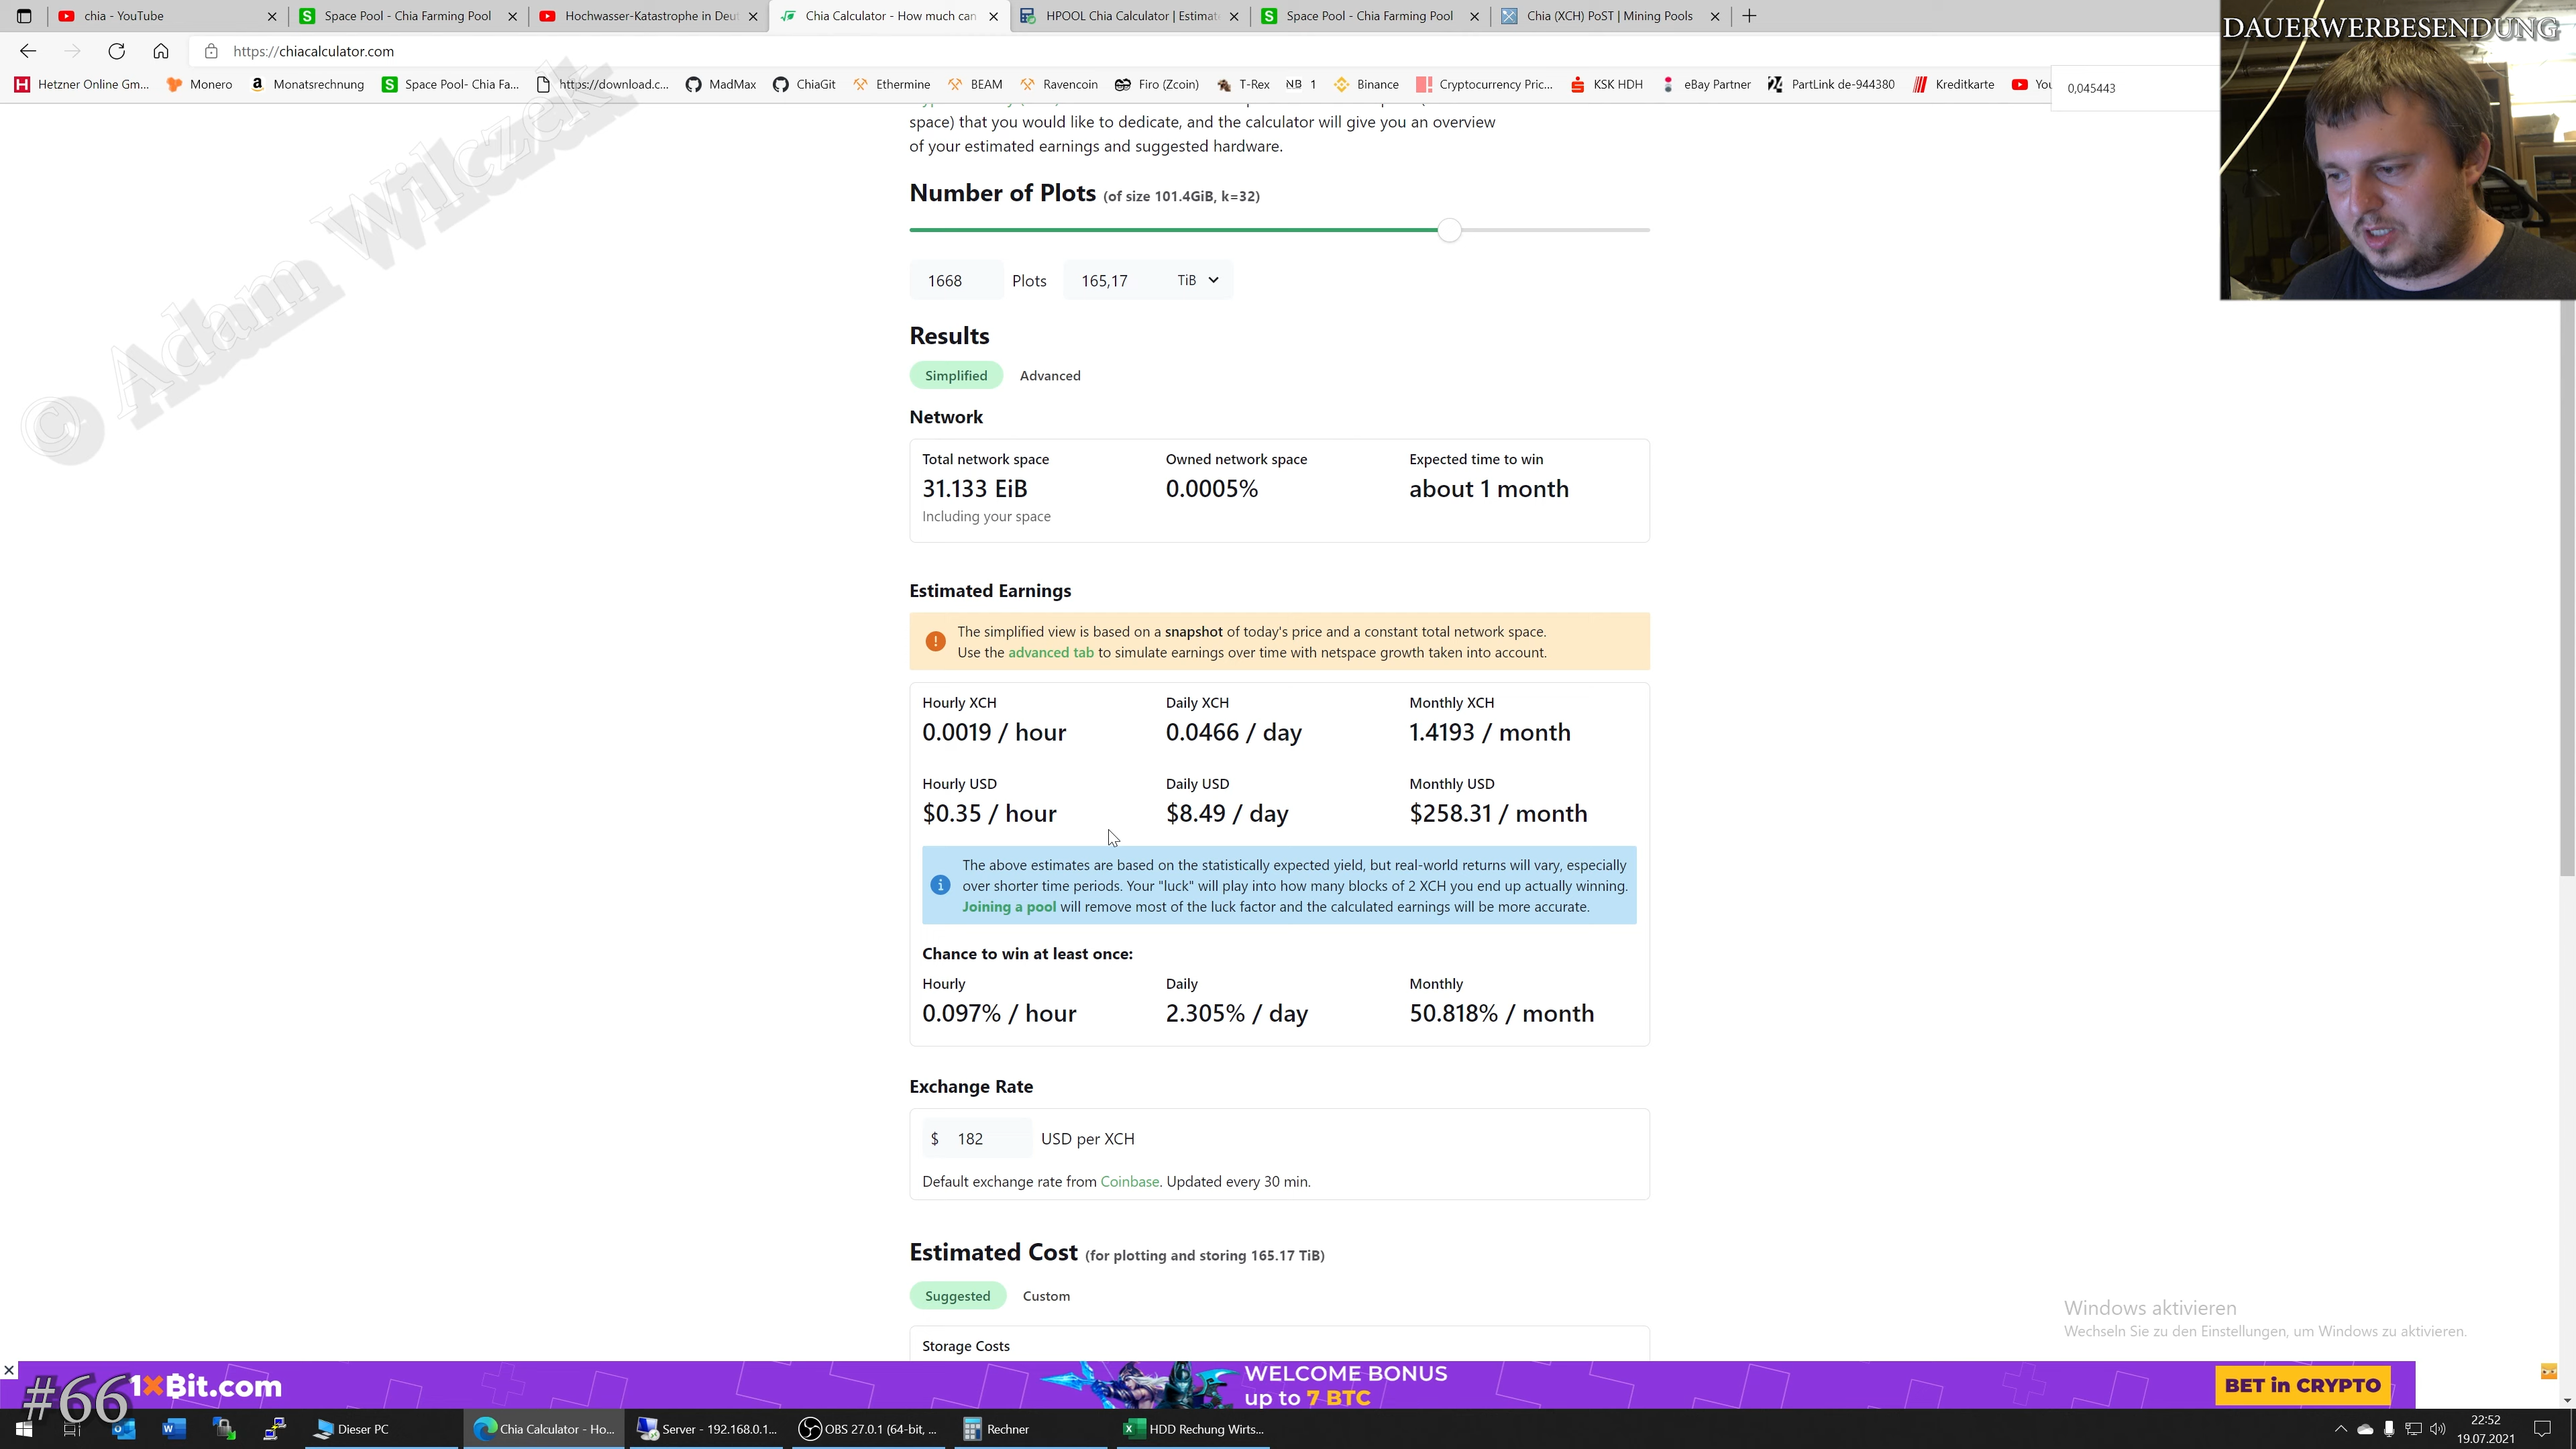 chia - YouTube
Space Pool - Chia Farming Pool
Hochwasser-Katastrophe in Deut
Chia Calculator - How much can
HPOOL Chia Calculator | Estimat
Space Pool - Chia Farming Pool
Chia (XCH) PoST | Mining Pools
DAUERWERBESENDUNG
https://chiacalculator.com
Hetzner Online Gm...
Monero
Monatsrechnung
Space Pool- Chia Fa...
https://download.c...
MadMax
ChiaGit
Ethermine
BEAM
Ravencoin
Firo (Zcoin)
T-Rex
NB 1
Binance
Cryptocurrency Pric...
KSK HDH
eBay Partner
PartLink de-944380
Kreditkarte
You
0,045443
space) that you would like to dedicate, and the calculator will give you an overview
of your estimated earnings and suggested hardware.
© Adam Wilczek
Number of Plots (of size 101.4GiB, k=32)
1668 Plots 165,17 TiB
Results
Simplified Advanced
Network
Total network space Owned network space Expected time to win
31.133 EiB 0.0005% about 1 month
Including your space
Estimated Earnings
The simplified view is based on a snapshot of today's price and a constant total network space.
Use the advanced tab to simulate earnings over time with netspace growth taken into account.
Hourly XCH Daily XCH Monthly XCH
0.0019 / hour 0.0466 / day 1.4193 / month
Hourly USD Daily USD Monthly USD
$0.35 / hour $8.49 / day $258.31 / month
The above estimates are based on the statistically expected yield, but real-world returns will vary, especially
over shorter time periods. Your "luck" will play into how many blocks of 2 XCH you end up actually winning.
Joining a pool will remove most of the luck factor and the calculated earnings will be more accurate.
Chance to win at least once:
Hourly Daily Monthly
0.097% / hour 2.305% / day 50.818% / month
Exchange Rate
$ 182 USD per XCH
Default exchange rate from Coinbase. Updated every 30 min.
Estimated Cost (for plotting and storing 165.17 TiB)
Suggested Custom
Storage Costs
Windows aktivieren
Wechseln Sie zu den Einstellungen, um Windows zu aktivieren.
#66
1xBit.com
WELCOME BONUS
up to 7 BTC
BET in CRYPTO
Dieser PC
Chia Calculator - Ho...
Server - 192.168.0.1...
OBS 27.0.1 (64-bit, ...
Rechner
HDD Rechung Wirts...
22:52
19.07.2021